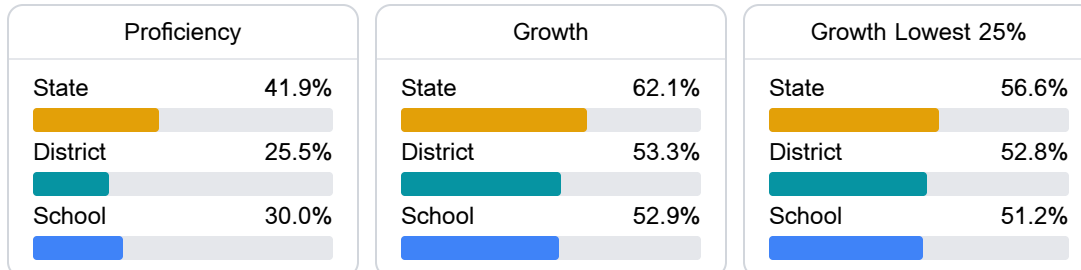 Proficiency
State 41.9%
District 25.5%
School 30.0%
Growth
State 62.1%
District 53.3%
School 52.9%
Growth Lowest 25%
State 56.6%
District 52.8%
School 51.2%